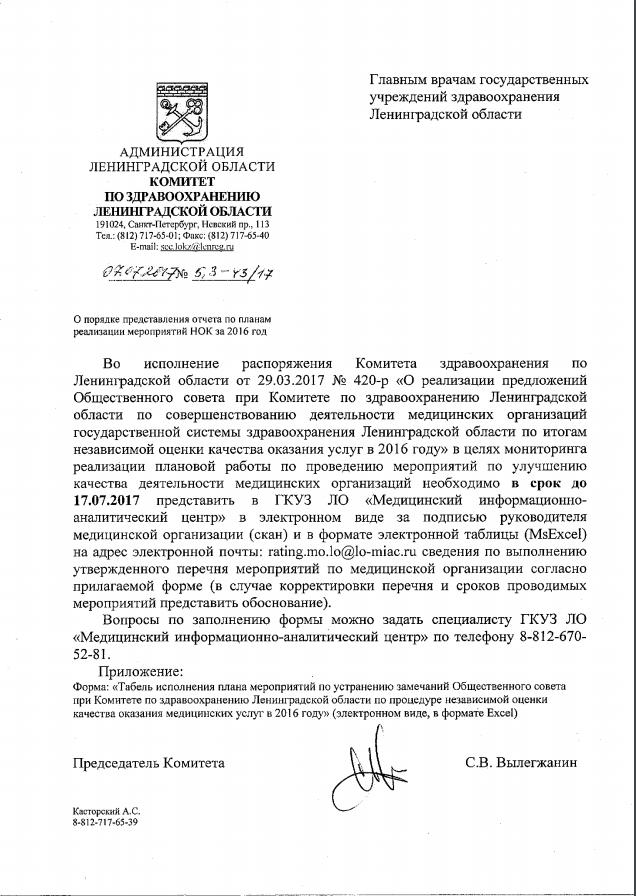 Главным врачам государственных
учреждений здравоохранения
Ленинградской области
АДМИНИСТРАЦИЯ
ЛЕНИНГРАДСКОЙ ОБЛАСТИ
КОМИТЕТ
ПО ЗДРАВООХРАНЕНИЮ
ЛЕНИНГРАДСКОЙ ОБЛАСТИ
191024, Санкт-Петербург, Невский пр., 113
Тел.: (812) 717-65-01; Факс: (812) 717-65-40
E-mail: sec.lokz@lenreg.ru
07.07.2017 № 5,3-43/17
О порядке представления отчета по планам
реализации мероприятий НОК за 2016 год
Во исполнение распоряжения Комитета здравоохранения по
Ленинградской области от 29.03.2017 № 420-р «О реализации предложений
Общественного совета при Комитете по здравоохранению Ленинградской
области по совершенствованию деятельности медицинских организаций
государственной системы здравоохранения Ленинградской области по итогам
независимой оценки качества оказания услуг в 2016 году» в целях мониторинга
реализации плановой работы по проведению мероприятий по улучшению
качества деятельности медицинских организаций необходимо в срок до
17.07.2017 представить в ГКУЗ ЛО «Медицинский информационно-
аналитический центр» в электронном виде за подписью руководителя
медицинской организации (скан) и в формате электронной таблицы (MsExcel)
на адрес электронной почты: rating.mo.lo@lo-miac.ru сведения по выполнению
утвержденного перечня мероприятий по медицинской организации согласно
прилагаемой форме (в случае корректировки перечня и сроков проводимых
мероприятий представить обоснование).
Вопросы по заполнению формы можно задать специалисту ГКУЗ ЛО
«Медицинский информационно-аналитический центр» по телефону 8-812-670-
52-81.
Приложение:
Форма: «Табель исполнения плана мероприятий по устранению замечаний Общественного совета
при Комитете по здравоохранению Ленинградской области по процедуре независимой оценки
качества оказания медицинских услуг в 2016 году» (электронном виде, в формате Excel)
Председатель Комитета С.В. Вылегжанин
Касторский А.С.
8-812-717-65-39